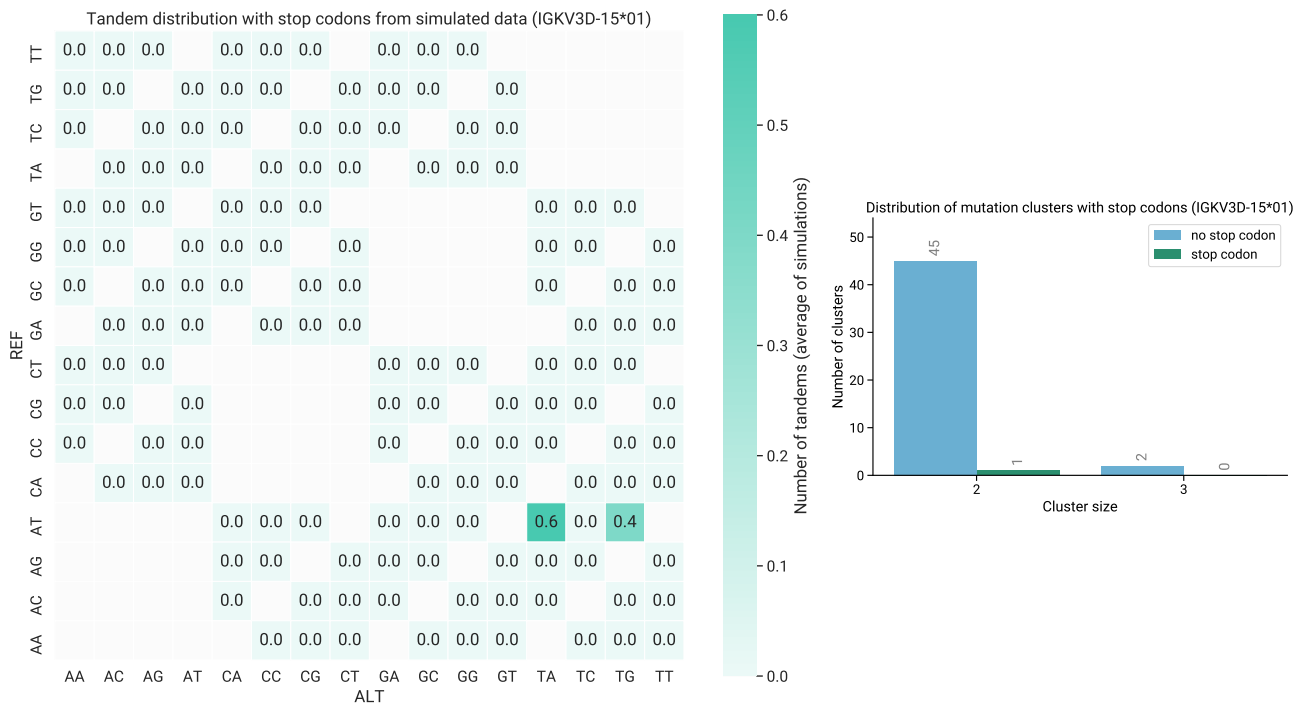 Tandem distribution with stop codons from simulated data (IGKV3D-15*01)
TT 0.0 0.0 0.0 0.0 0.0 0.0 0.0 0.0 0.0
TG 0.0 0.0 0.0 0.0 0.0 0.0 0.0 0.0 0.0
TC 0.0 0.0 0.0 0.0 0.0 0.0 0.0 0.0 0.0
TA 0.0 0.0 0.0 0.0 0.0 0.0 0.0 0.0 0.0
GT 0.0 0.0 0.0 0.0 0.0 0.0 0.0 0.0 0.0
GG 0.0 0.0 0.0 0.0 0.0 0.0 0.0 0.0 0.0
GC 0.0 0.0 0.0 0.0 0.0 0.0 0.0 0.0 0.0
GA 0.0 0.0 0.0 0.0 0.0 0.0 0.0 0.0 0.0
CT 0.0 0.0 0.0 0.0 0.0 0.0 0.0 0.0 0.0
CG 0.0 0.0 0.0 0.0 0.0 0.0 0.0 0.0 0.0
CC 0.0 0.0 0.0 0.0 0.0 0.0 0.0 0.0 0.0
CA 0.0 0.0 0.0 0.0 0.0 0.0 0.0 0.0 0.0
AT 0.0 0.0 0.0 0.0 0.0 0.0 0.6 0.0 0.4
AG 0.0 0.0 0.0 0.0 0.0 0.0 0.0 0.0 0.0
AC 0.0 0.0 0.0 0.0 0.0 0.0 0.0 0.0 0.0
AA 0.0 0.0 0.0 0.0 0.0 0.0 0.0 0.0 0.0
AA AC AG AT CA CC CG CT GA GC GG GT TA TC TG TT
ALT
REF
0.6
0.5
0.4
0.3
0.2
0.1
0.0
Number of tandems (average of simulations)
Distribution of mutation clusters with stop codons (IGKV3D-15*01)
no stop codon
stop codon
50
40
30
20
10
0
Number of clusters
45
1
2
0
2 3
Cluster size